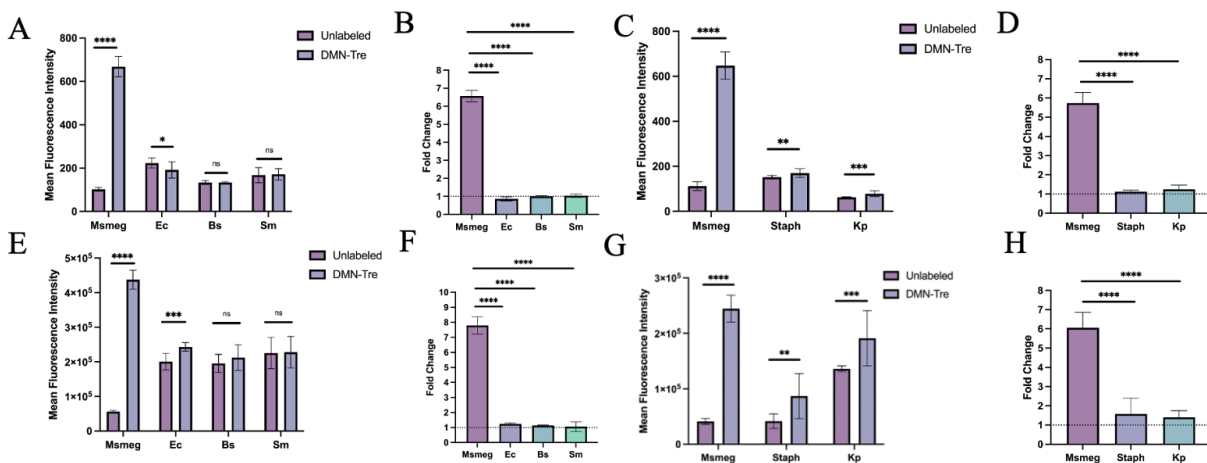 A
Mean Fluorescence Intensity
800
600
400
200
0
****
*
ns
ns
Msmeg Ec Bs Sm
Unlabeled
DMN-Tre
B
Fold Change
8
7
6
5
4
3
2
1
0
****
****
****
Msmeg Ec Bs Sm
C
Mean Fluorescence Intensity
800
600
400
200
0
****
**
***
Msmeg Staph Kp
Unlabeled
DMN-Tre
D
Fold Change
8
7
6
5
4
3
2
1
0
****
****
Msmeg Staph Kp
E
Mean Fluorescence Intensity
5×10⁵
4×10⁵
3×10⁵
2×10⁵
1×10⁵
0
****
***
ns
ns
Msmeg Ec Bs Sm
Unlabeled
DMN-Tre
F
Fold Change
10
9
8
7
6
5
4
3
2
1
0
****
****
****
Msmeg Ec Bs Sm
G
Mean Fluorescence Intensity
3×10⁵
2×10⁵
1×10⁵
0
****
**
***
Msmeg Staph Kp
Unlabeled
DMN-Tre
H
Fold Change
8
7
6
5
4
3
2
1
0
****
****
Msmeg Staph Kp